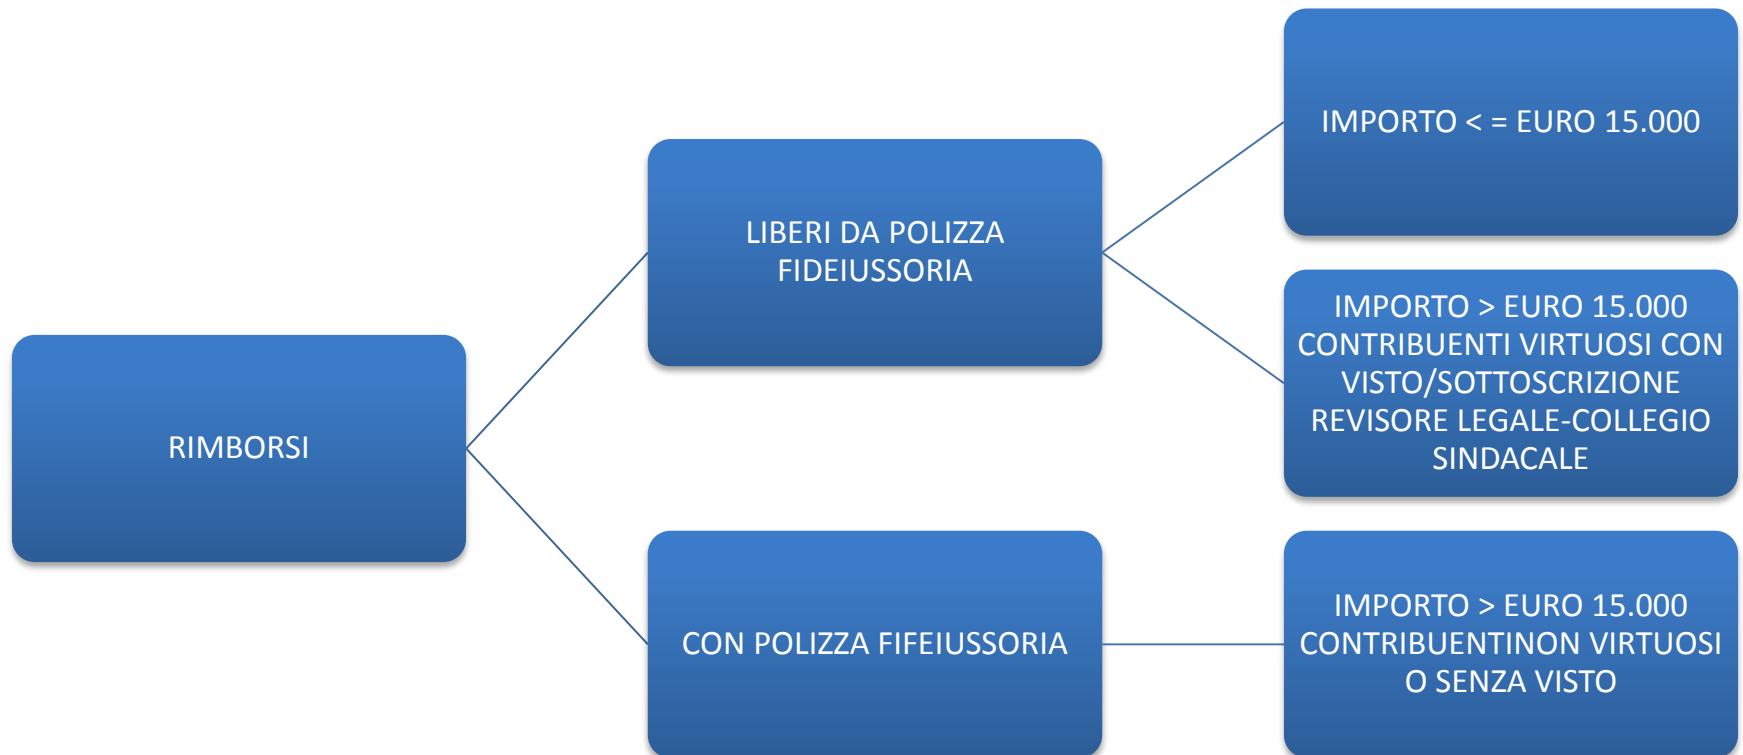 RIMBORSI
LIBERI DA POLIZZA
FIDEIUSSORIA
IMPORTO < = EURO 15.000
IMPORTO > EURO 15.000
CONTRIBUENTI VIRTUOSI CON
VISTO/SOTTOSCRIZIONE
REVISORE LEGALE-COLLEGIO
SINDACALE
CON POLIZZA FIFEIUSSORIA
IMPORTO > EURO 15.000
CONTRIBUENTINON VIRTUOSI
O SENZA VISTO